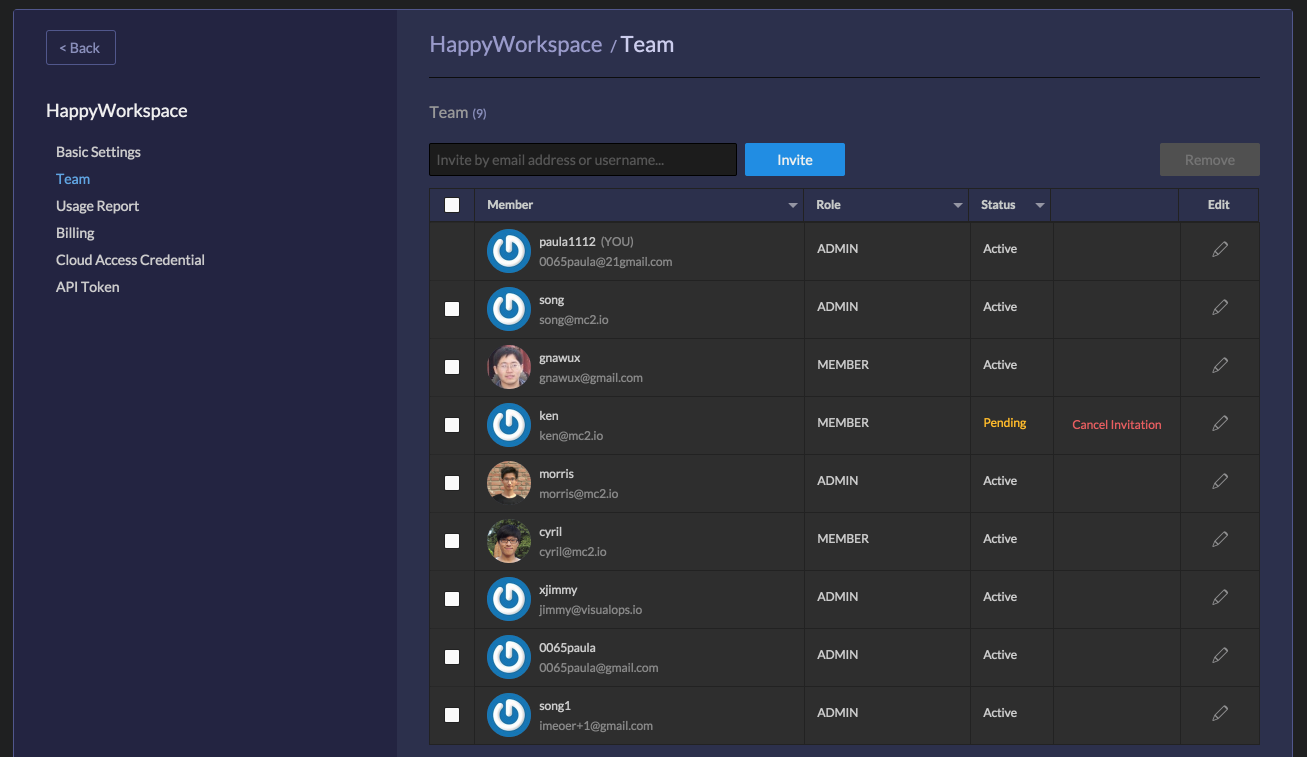 < Back
HappyWorkspace
Basic Settings
Team
Usage Report
Billing
Cloud Access Credential
API Token
HappyWorkspace / Team
Team (9)
Invite by email address or username... Invite Remove
Member Role Status Edit
paula1112 (YOU)
0065paula@21gmail.com
ADMIN Active
song
song@mc2.io
ADMIN Active
gnawux
gnawux@gmail.com
MEMBER Active
ken
ken@mc2.io
MEMBER Pending Cancel Invitation
morris
morris@mc2.io
ADMIN Active
cyril
cyril@mc2.io
MEMBER Active
xjimmy
jimmy@visualops.io
ADMIN Active
0065paula
0065paula@gmail.com
ADMIN Active
song1
imeoer+1@gmail.com
ADMIN Active